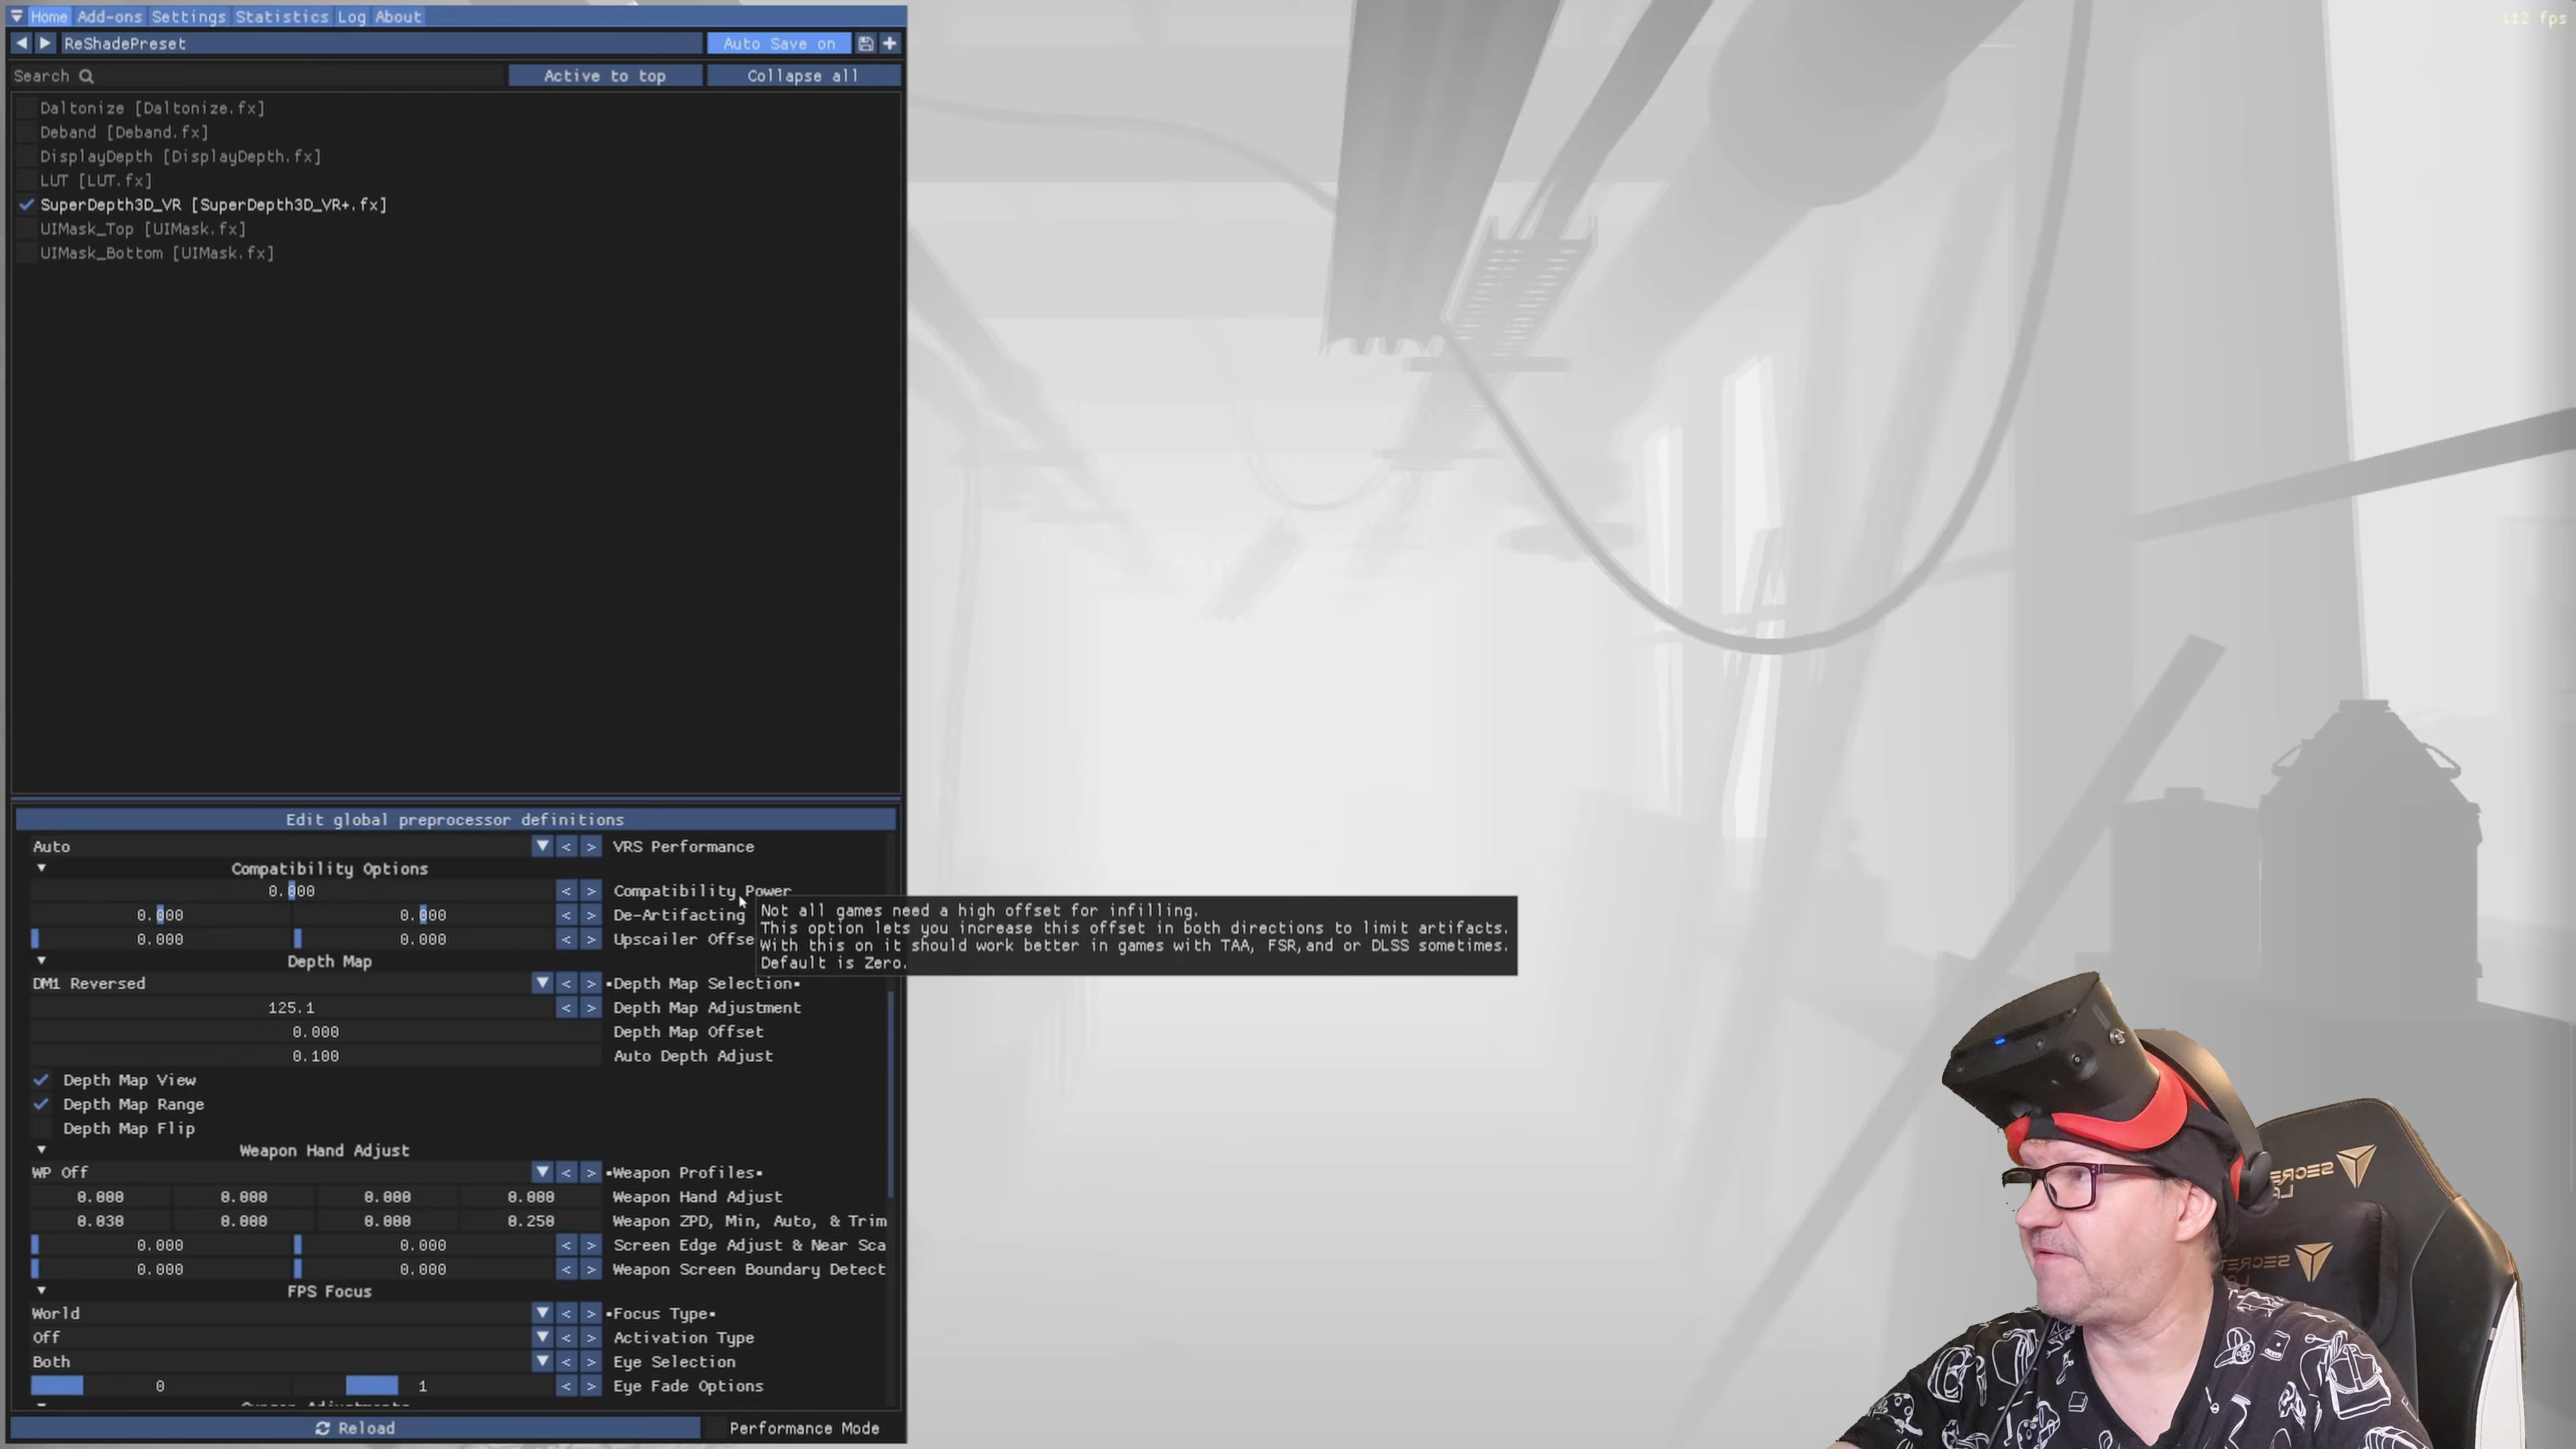 Home Add-ons Settings Statistics Log About
ReShadePreset Auto Save on
Search Active to top Collapse all
Daltonize [Daltonize.fx]
Deband [Deband.fx]
DisplayDepth [DisplayDepth.fx]
LUT [LUT.fx]
SuperDepth3D_VR [SuperDepth3D_VR+.fx]
UIMask_Top [UIMask.fx]
UIMask_Bottom [UIMask.fx]
112 fps
Edit global preprocessor definitions
Auto < > VRS Performance
Compatibility Options
0.000 < > Compatibility Power
0.000 0.000 < > De-Artifacting
0.000 0.000 < > Upscailer Offse
Not all games need a high offset for infilling.
This option lets you increase this offset in both directions to limit artifacts.
With this on it should work better in games with TAA, FSR,and or DLSS sometimes.
Default is Zero.
Depth Map
DM1 Reversed < > ·Depth Map Selection·
125.1 < > Depth Map Adjustment
0.000 Depth Map Offset
0.100 Auto Depth Adjust
Depth Map View
Depth Map Range
Depth Map Flip
Weapon Hand Adjust
WP Off < > ·Weapon Profiles·
0.000 0.000 0.000 0.000 Weapon Hand Adjust
0.030 0.000 0.000 0.250 Weapon ZPD, Min, Auto, & Trim
0.000 0.000 < > Screen Edge Adjust & Near Sca
0.000 0.000 < > Weapon Screen Boundary Detect
FPS Focus
World < > ·Focus Type·
Off < > Activation Type
Both < > Eye Selection
0 1 < > Eye Fade Options
Reload Performance Mode